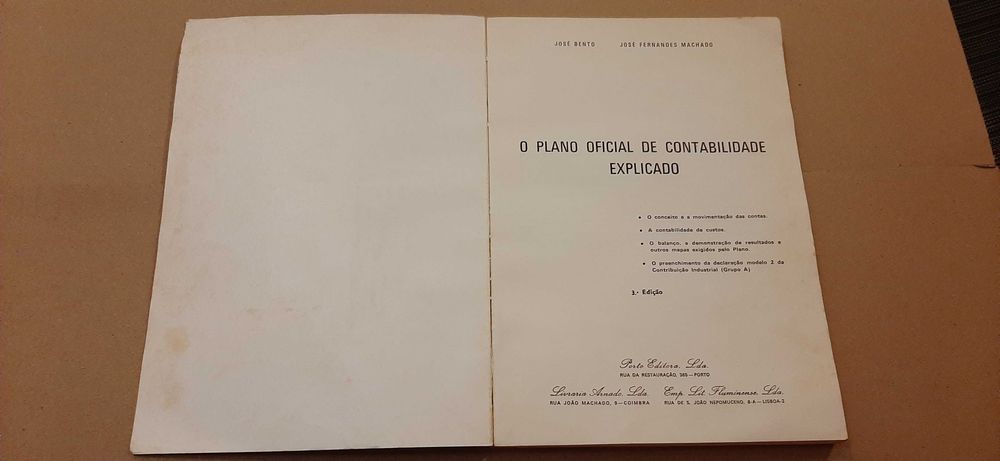 JOSÉ BENTO JOSÉ FERNANDES MACHADO
O PLANO OFICIAL DE CONTABILIDADE
EXPLICADO
• O conceito e a movimentação das contas.
• A contabilidade de custos.
• O balanço, a demonstração de resultados e
outros mapas exigidos pelo Plano.
• O preenchimento da declaração modelo 2 da
Contribuição Industrial (Grupo A)
3.ª Edição
Porto Editora, Lda.
RUA DA RESTAURAÇÃO, 365 — PORTO
Livraria Arnado, Lda. Emp. Lit. Fluminense, Lda.
RUA JOÃO MACHADO, 9 — COIMBRA RUA DE S. JOÃO NEPOMUCENO, 8-A — LISBOA-2